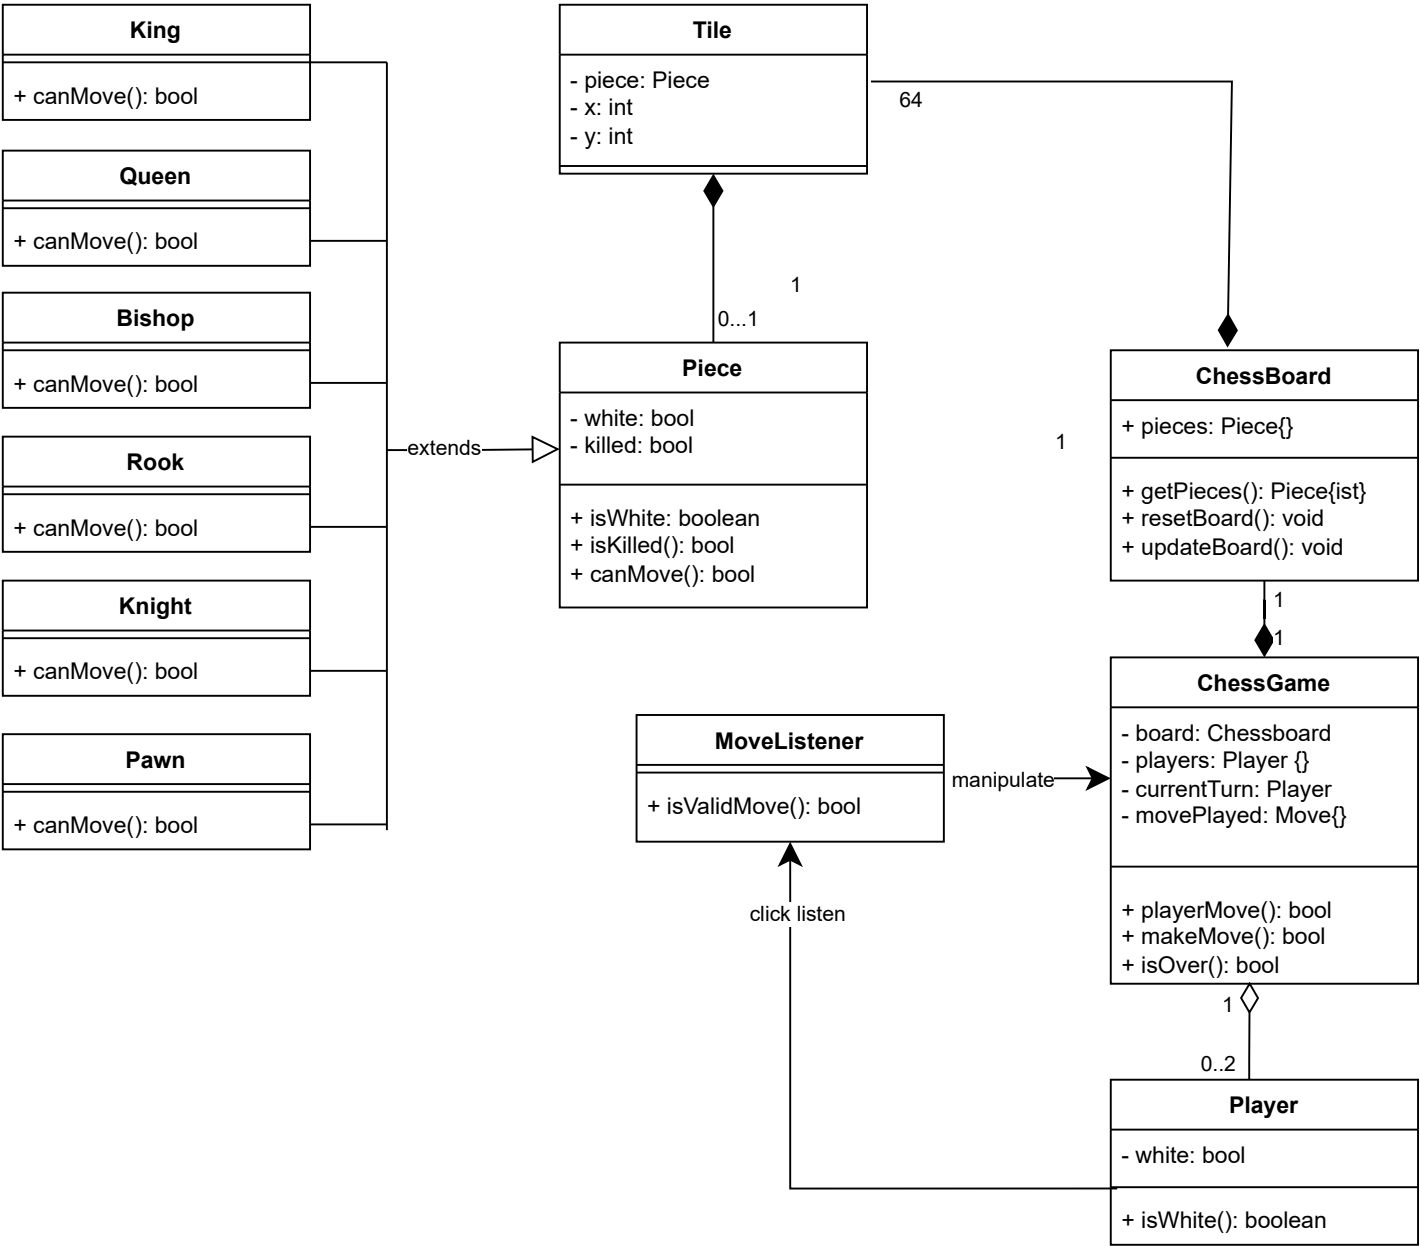 King
+ canMove(): bool
Queen
+ canMove(): bool
Bishop
+ canMove(): bool
Rook
+ canMove(): bool
Knight
+ canMove(): bool
Pawn
+ canMove(): bool
extends
Tile
- piece: Piece
- x: int
- y: int
64
1
0...1
Piece
- white: bool
- killed: bool
+ isWhite: boolean
+ isKilled(): bool
+ canMove(): bool
1
ChessBoard
+ pieces: Piece{}
+ getPieces(): Piece{ist}
+ resetBoard(): void
+ updateBoard(): void
1
1
ChessGame
- board: Chessboard
- players: Player {}
- currentTurn: Player
- movePlayed: Move{}
+ playerMove(): bool
+ makeMove(): bool
+ isOver(): bool
MoveListener
+ isValidMove(): bool
manipulate
click listen
1
0..2
Player
- white: bool
+ isWhite(): boolean